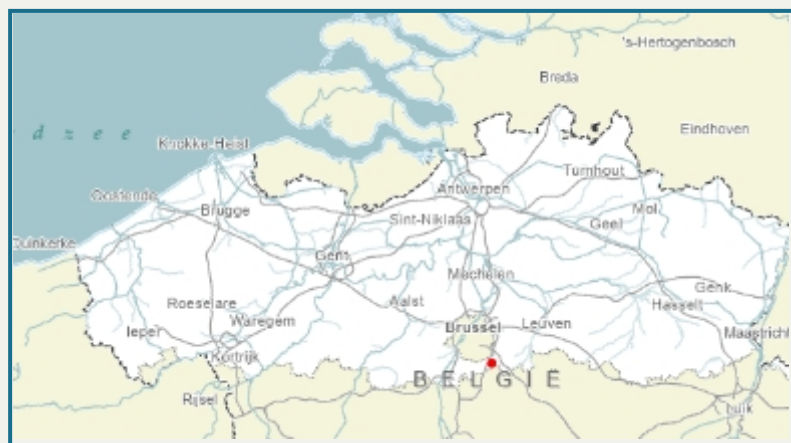 's-Hertogenbosch
Breda
Eindhoven
d z e e
Knokke-Heist
Turnhout
Antwerpen
Oostende
Mol
Brugge
Sint-Niklaas
Geel
Duinkerke
Gent
Mechelen
Genk
Roeselare
Aalst
Hasselt
Waregem
Brussel
Leuven
Ieper
Maastricht
Kortrijk
BELGIË
Rijsel
Luik